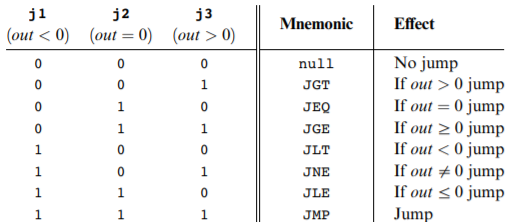 j1 j2 j3 Mnemonic Effect
(out < 0) (out = 0) (out > 0)
0 0 0 null No jump
0 0 1 JGT If out > 0 jump
0 1 0 JEQ If out = 0 jump
0 1 1 JGE If out ≥ 0 jump
1 0 0 JLT If out < 0 jump
1 0 1 JNE If out ≠ 0 jump
1 1 0 JLE If out ≤ 0 jump
1 1 1 JMP Jump